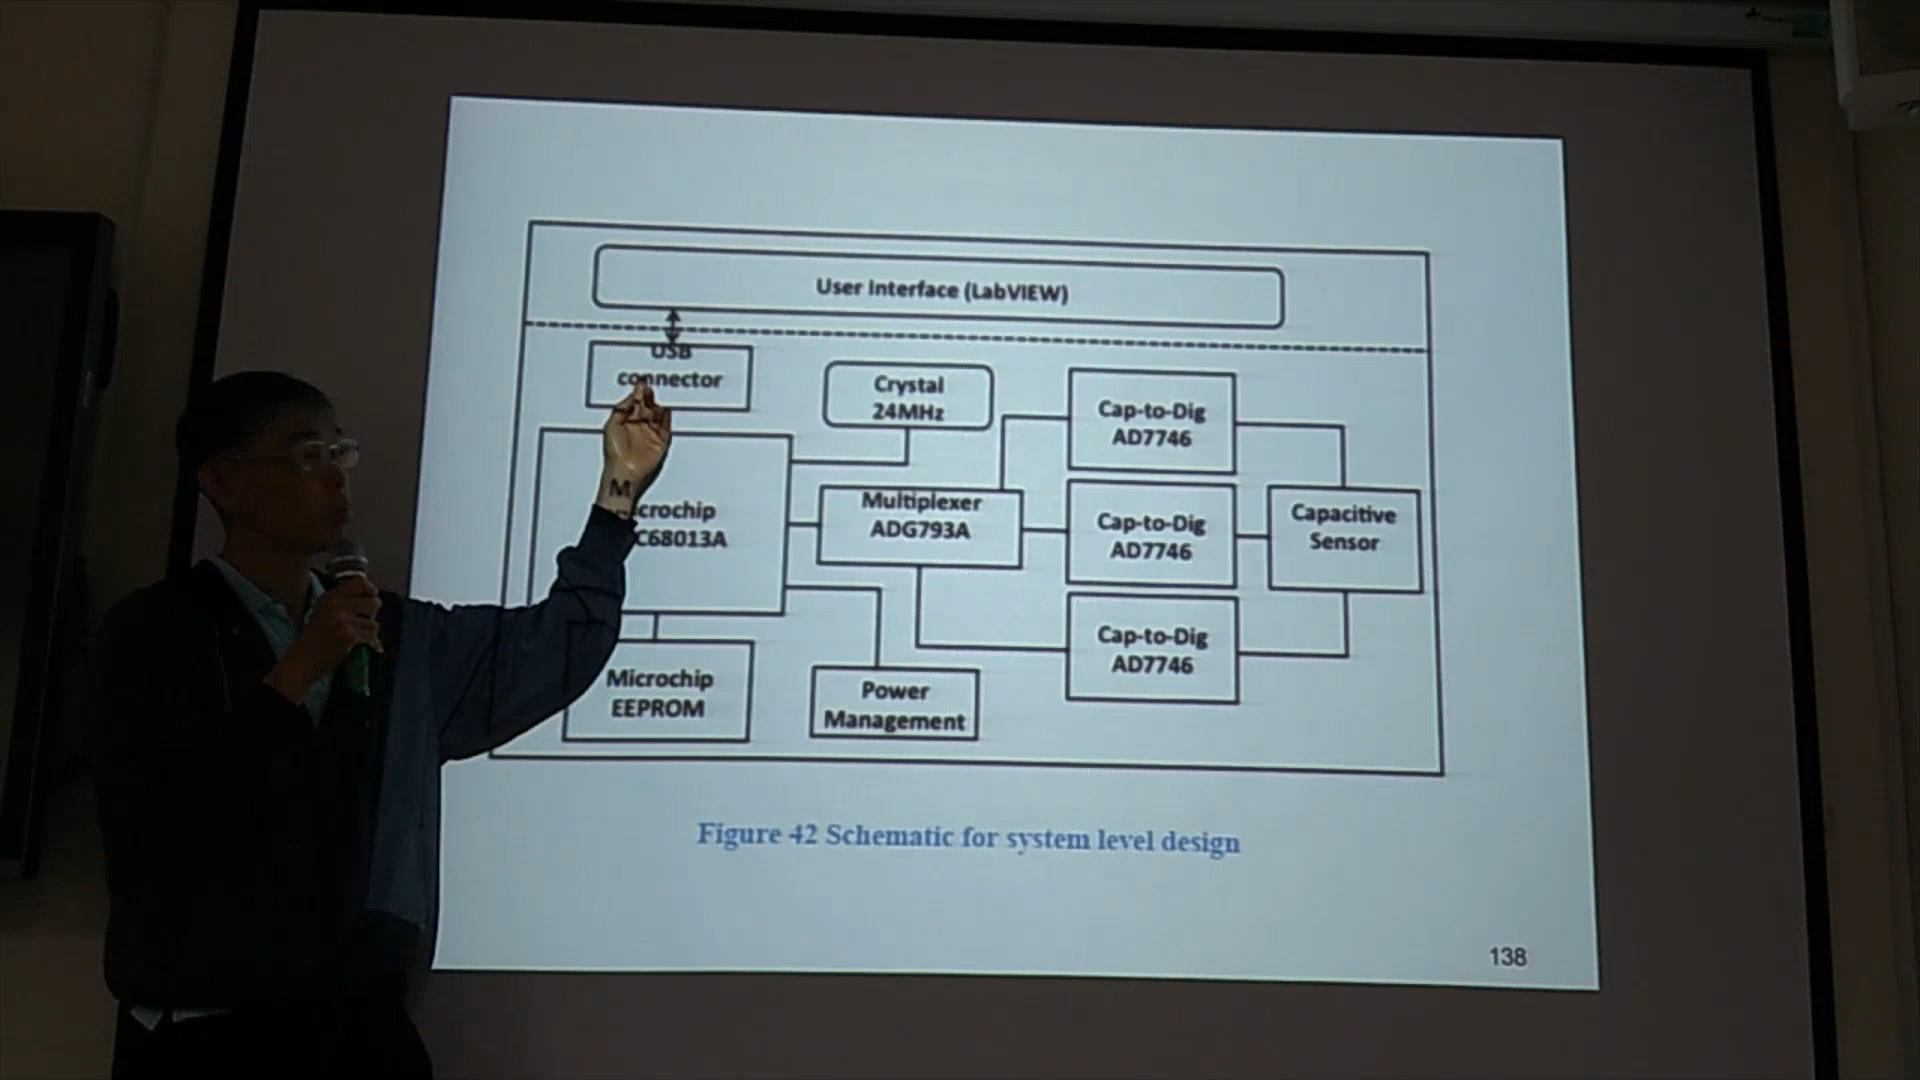 User Interface (LabVIEW)
USB
connector
Crystal
24MHz
Cap-to-Dig
AD7746
Multiplexer
ADG793A
Cap-to-Dig
AD7746
Capacitive
Sensor
Cap-to-Dig
AD7746
Microchip
C68013A
Microchip
EEPROM
Power
Management
Figure 42 Schematic for system level design
138